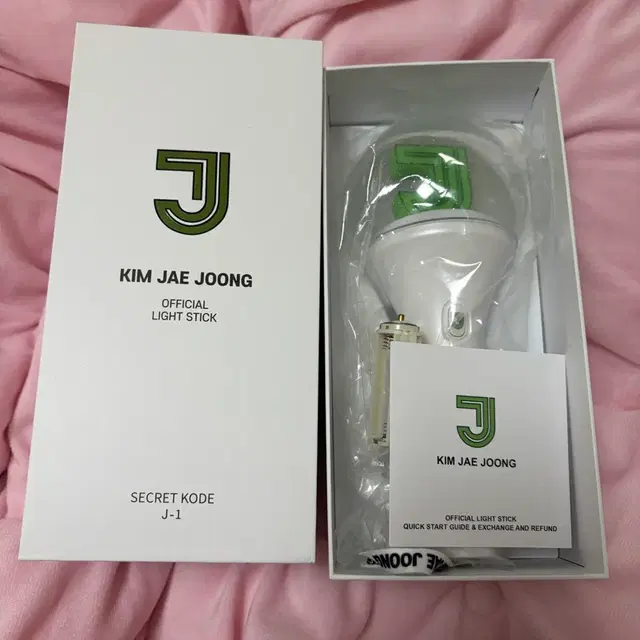 KIM JAE JOONG
OFFICIAL
LIGHT STICK
SECRET KODE
J-1
KIM JAE JOONG
OFFICIAL LIGHT STICK
QUICK START GUIDE & EXCHANGE AND REFUND
JOONG